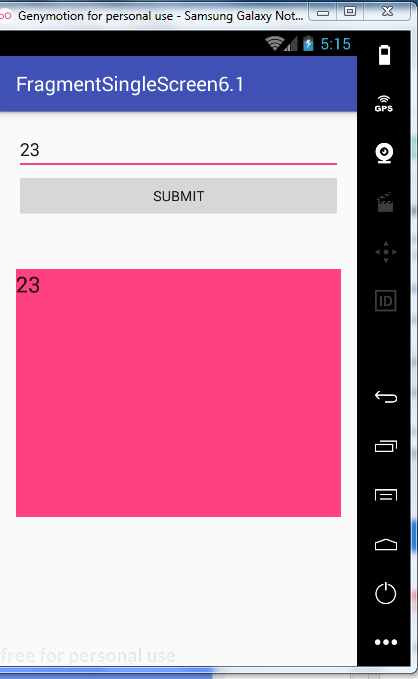 Genymotion for personal use - Samsung Galaxy Not...
5:15
FragmentSingleScreen6.1
GPS
23
SUBMIT
ID
23
free for personal use